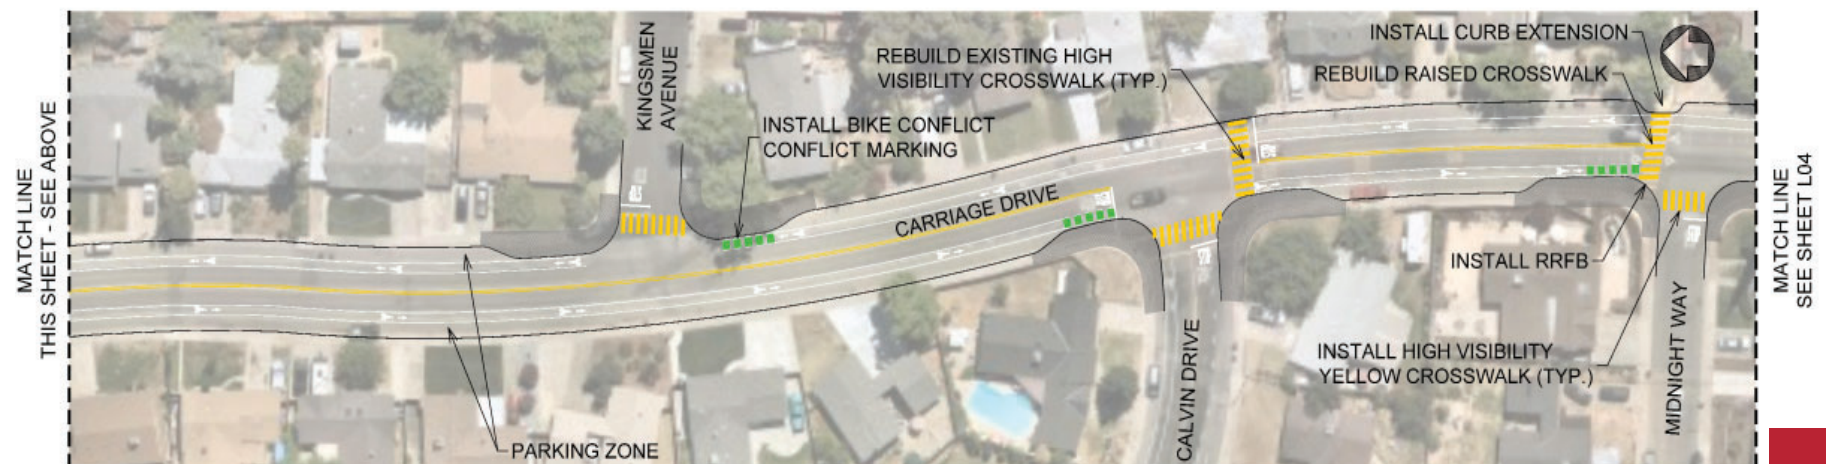 MATCH LINE
THIS SHEET - SEE ABOVE
KINGSMEN
AVENUE
INSTALL BIKE CONFLICT
CONFLICT MARKING
REBUILD EXISTING HIGH
VISIBILITY CROSSWALK (TYP.)
INSTALL CURB EXTENSION
REBUILD RAISED CROSSWALK
CARRIAGE DRIVE
INSTALL RRFB
INSTALL HIGH VISIBILITY
YELLOW CROSSWALK (TYP.)
PARKING ZONE
CALVIN DRIVE
MIDNIGHT WAY
MATCH LINE
SEE SHEET L04